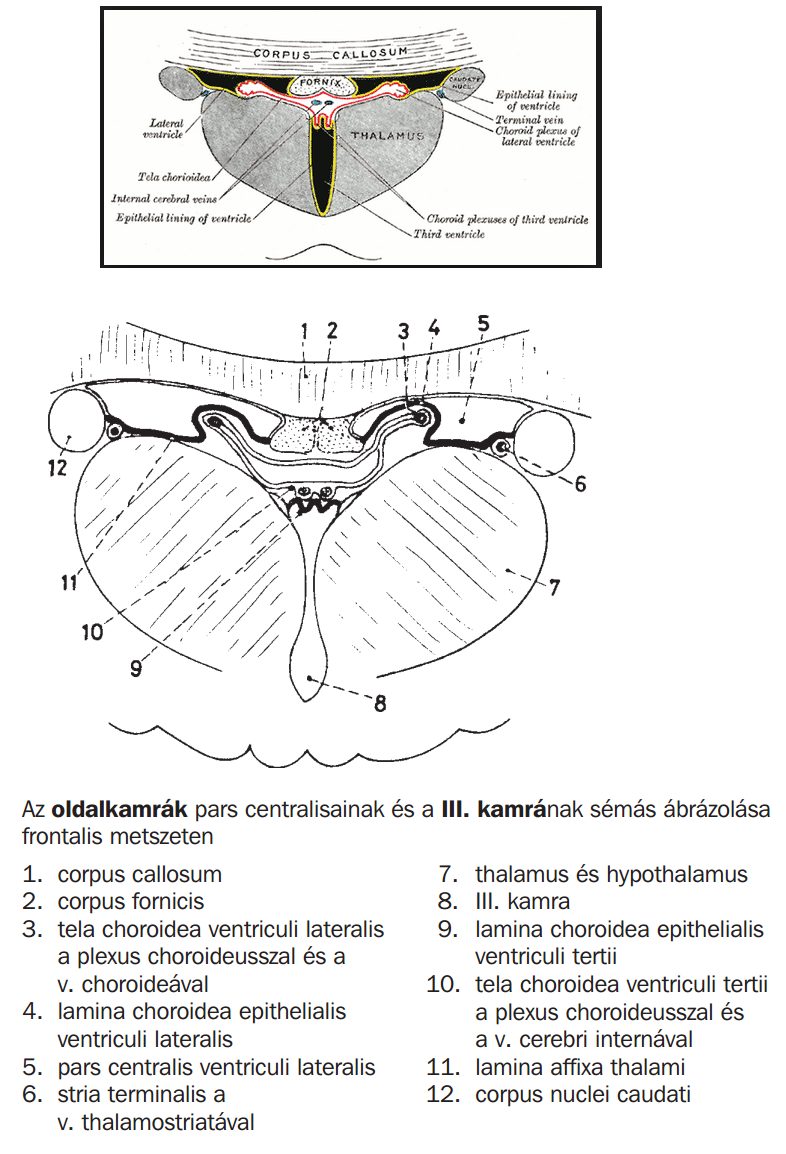 CORPUS CALLOSUM
FORNIX
CAUDATE
NUCL.
Epithelial lining
of ventricle
Terminal vein
Choroid plexus of
lateral ventricle
Lateral
ventricle
THALAMUS
Tela chorioidea
Internal cerebral veins
Epithelial lining of ventricle
Choroid plexuses of third ventricle
Third ventricle
1 2 3 4 5
12
6
11
7
10
9
8
Az oldalkamrák pars centralisainak és a III. kamrának sémás ábrázolása
frontalis metszeten
1. corpus callosum
2. corpus fornicis
3. tela choroidea ventriculi lateralis
a plexus choroideusszal és a
v. choroideával
4. lamina choroidea epithelialis
ventriculi lateralis
5. pars centralis ventriculi lateralis
6. stria terminalis a
v. thalamostriatával
7. thalamus és hypothalamus
8. III. kamra
9. lamina choroidea epithelialis
ventriculi tertii
10. tela choroidea ventriculi tertii
a plexus choroideusszal és
a v. cerebri internával
11. lamina affixa thalami
12. corpus nuclei caudati